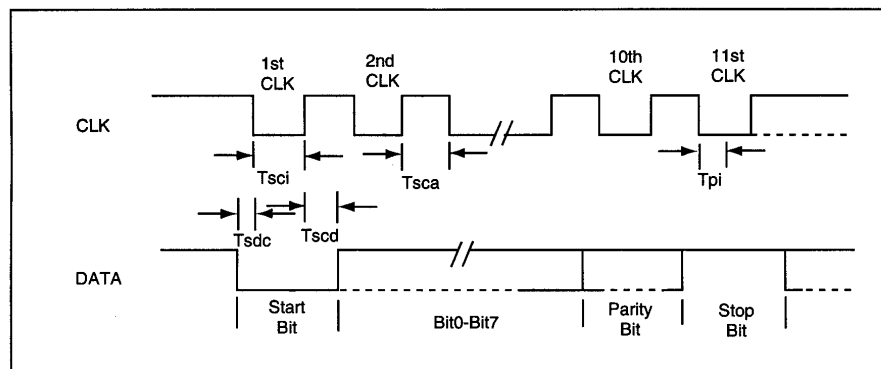 1st
CLK
2nd
CLK
10th
CLK
11st
CLK
CLK
Tsci
Tsca
Tpi
Tsdc
Tscd
DATA
Start
Bit
Bit0-Bit7
Parity
Bit
Stop
Bit